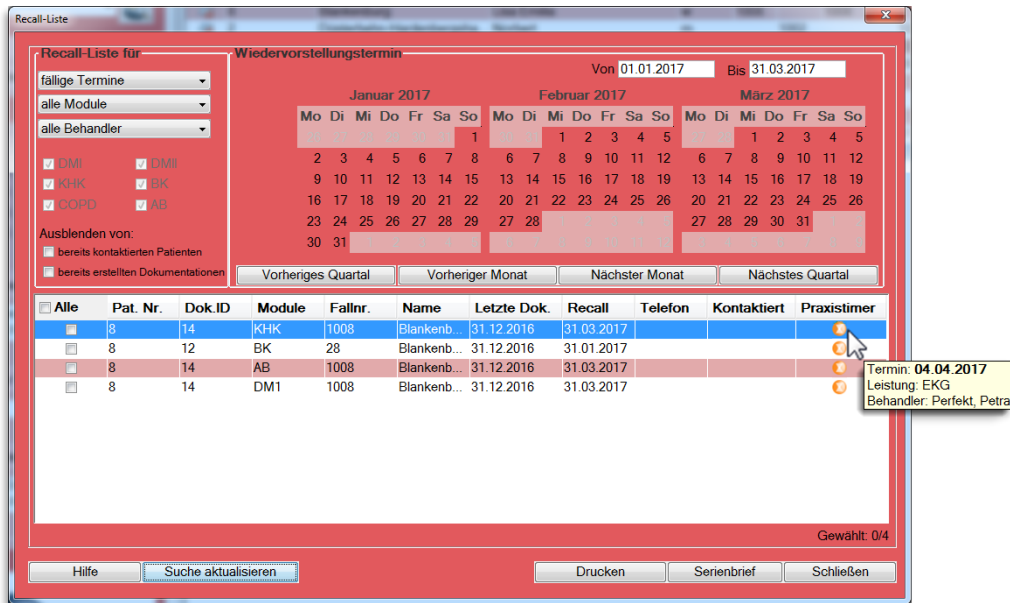 Recall-Liste
Recall-Liste für
fällige Termine
alle Module
alle Behandler
DMI DMII
KHK BK
COPD AB
Ausblenden von:
bereits kontaktierten Patienten
bereits erstellten Dokumentationen
Wiedervorstellungstermin
Von 01.01.2017 Bis 31.03.2017
Januar 2017
Mo Di Mi Do Fr Sa So
1
2 3 4 5 6 7 8
9 10 11 12 13 14 15
16 17 18 19 20 21 22
23 24 25 26 27 28 29
30 31
Februar 2017
Mo Di Mi Do Fr Sa So
1 2 3 4 5
6 7 8 9 10 11 12
13 14 15 16 17 18 19
20 21 22 23 24 25 26
27 28
März 2017
Mo Di Mi Do Fr Sa So
1 2 3 4 5
6 7 8 9 10 11 12
13 14 15 16 17 18 19
20 21 22 23 24 25 26
27 28 29 30 31
Vorheriges Quartal Vorheriger Monat Nächster Monat Nächstes Quartal
Alle Pat. Nr. Dok.ID Module Fallnr. Name Letzte Dok. Recall Telefon Kontaktiert Praxistimer
8 14 KHK 1008 Blankenb... 31.12.2016 31.03.2017
8 12 BK 28 Blankenb... 31.12.2016 31.01.2017
8 14 AB 1008 Blankenb... 31.12.2016 31.03.2017
8 14 DM1 1008 Blankenb... 31.12.2016 31.03.2017
Termin: 04.04.2017
Leistung: EKG
Behandler: Perfekt, Petra
Gewählt: 0/4
Hilfe Suche aktualisieren Drucken Serienbrief Schließen